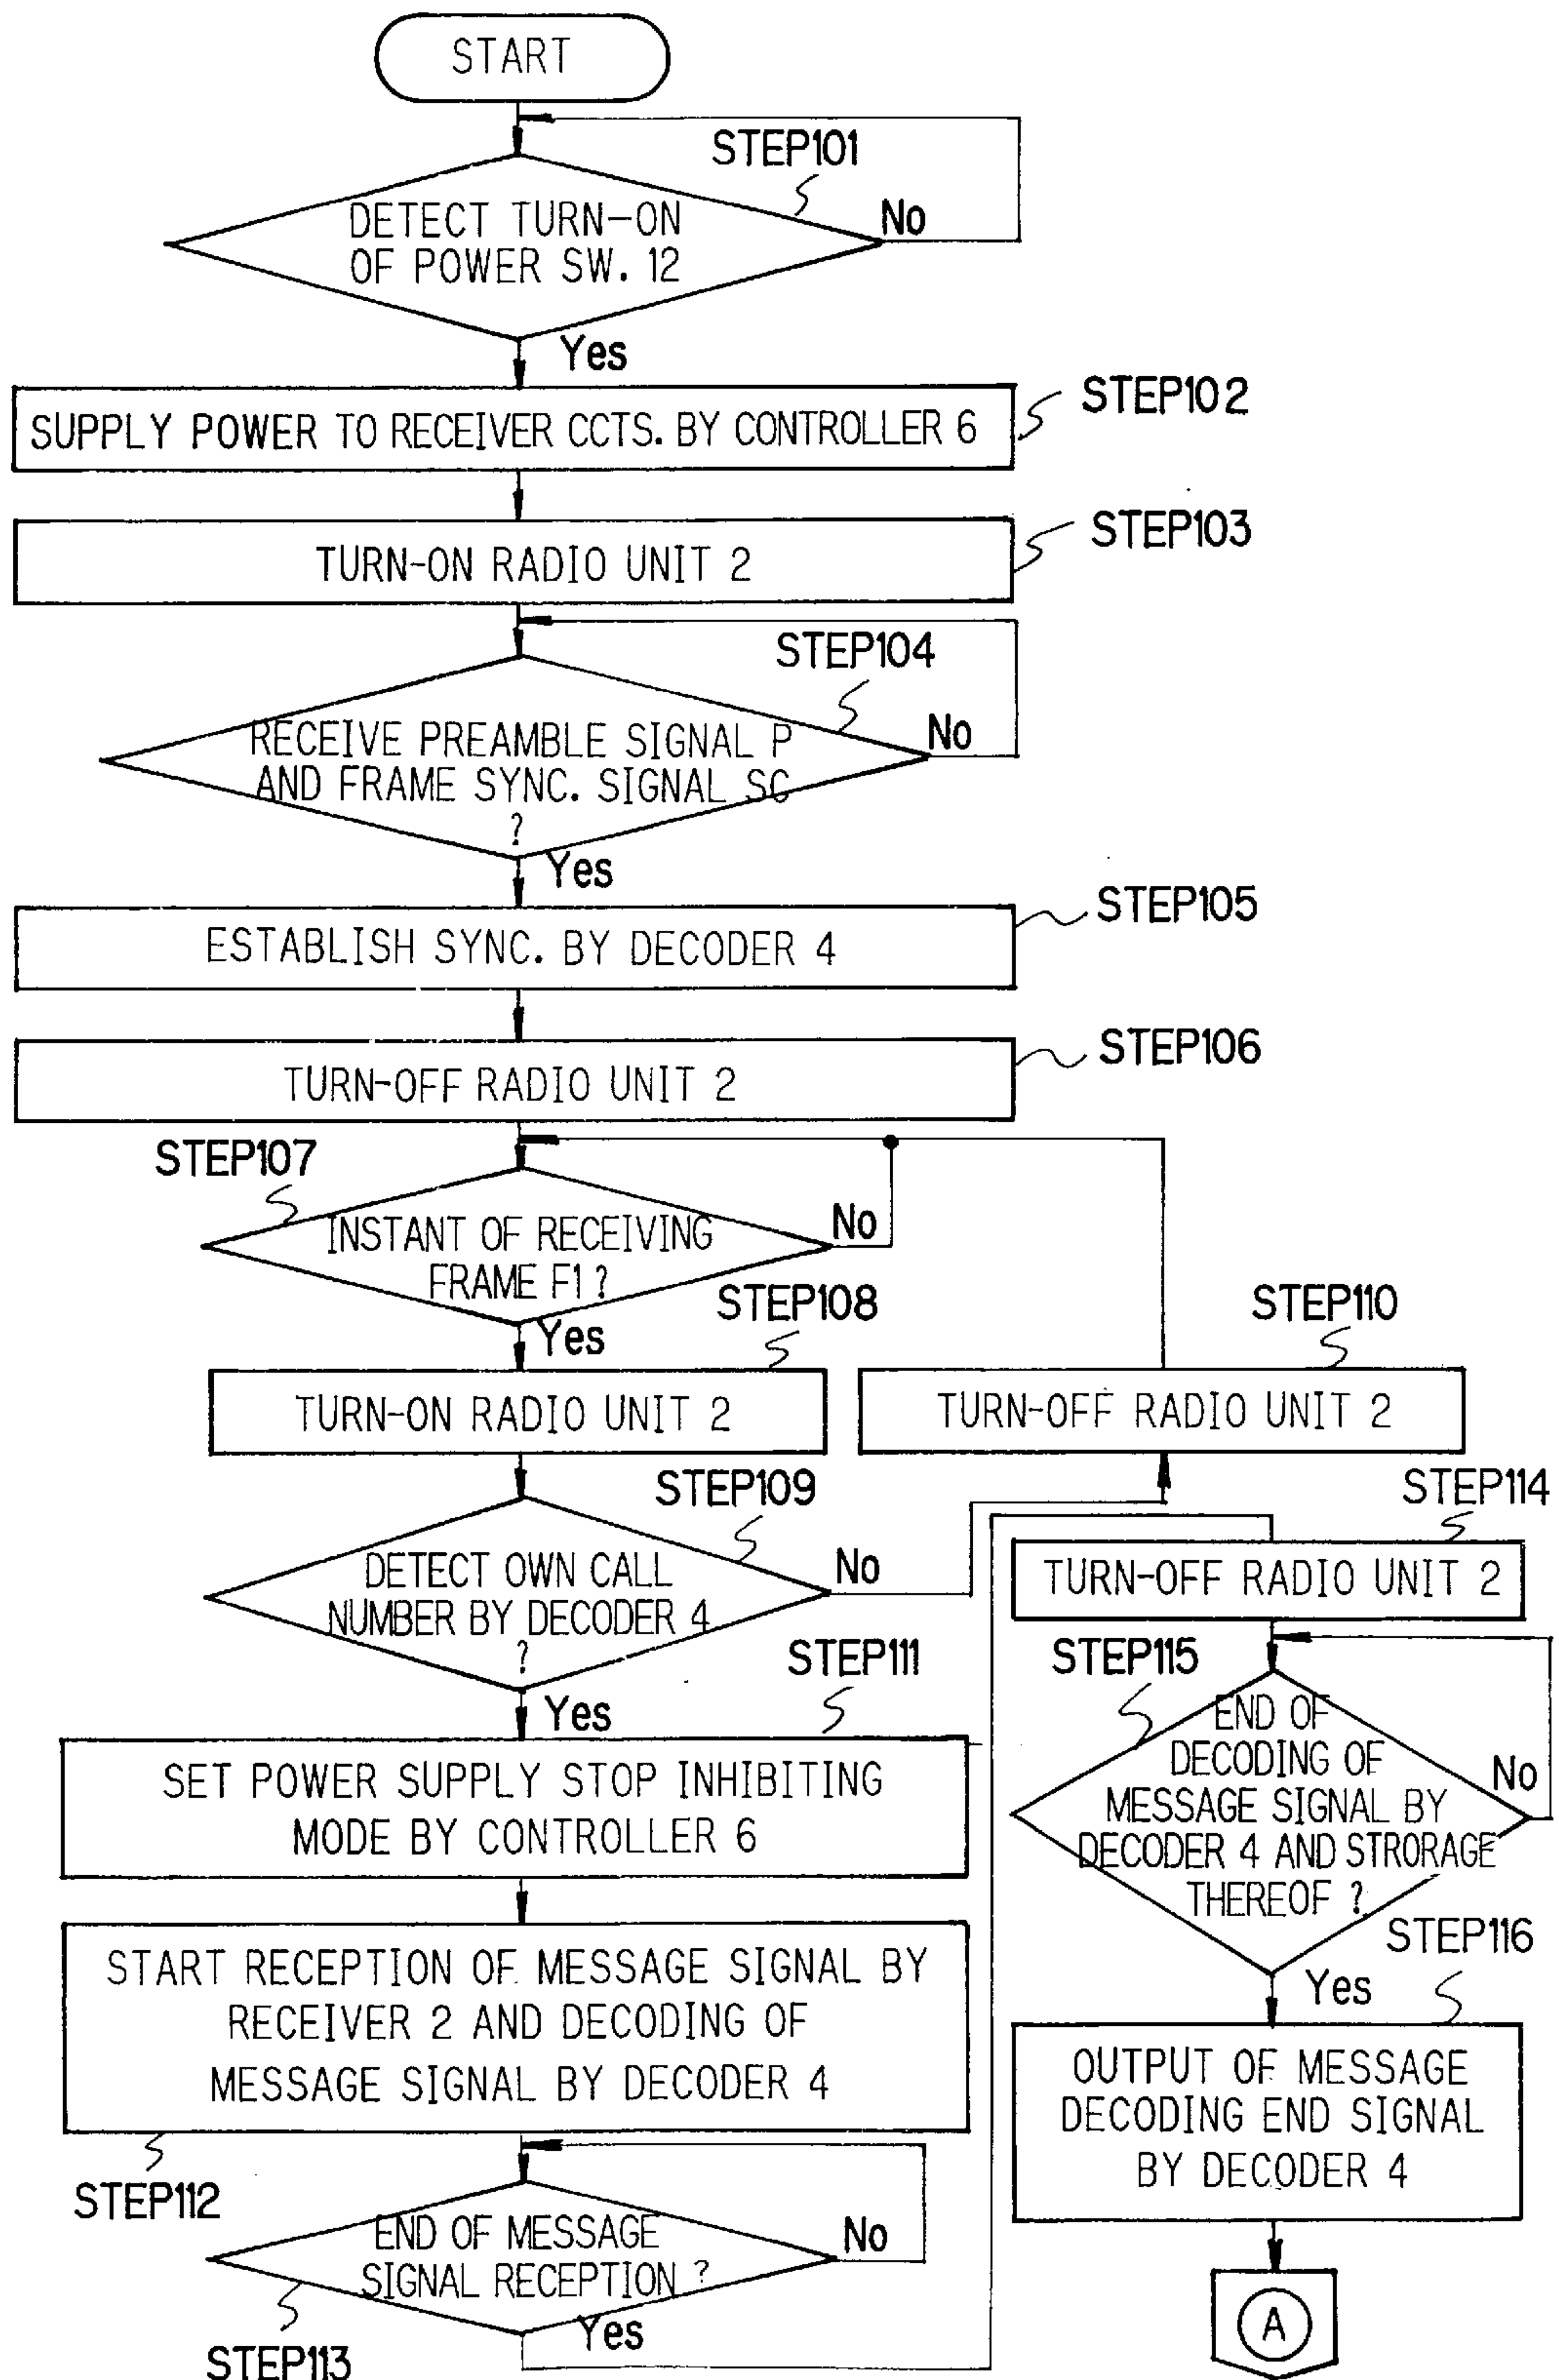 START
STEP101
DETECT TURN-ON
OF POWER SW. 12
No
Yes
SUPPLY POWER TO RECEIVER CCTS. BY CONTROLLER 6
STEP102
TURN-ON RADIO UNIT 2
STEP103
STEP104
RECEIVE PREAMBLE SIGNAL P
AND FRAME SYNC. SIGNAL SC
?
No
Yes
ESTABLISH SYNC. BY DECODER 4
STEP105
TURN-OFF RADIO UNIT 2
STEP106
STEP107
INSTANT OF RECEIVING
FRAME F1 ?
No
Yes
STEP108
TURN-ON RADIO UNIT 2
STEP110
TURN-OFF RADIO UNIT 2
STEP109
DETECT OWN CALL
NUMBER BY DECODER 4
?
No
Yes
STEP111
SET POWER SUPPLY STOP INHIBITING
MODE BY CONTROLLER 6
START RECEPTION OF MESSAGE SIGNAL BY
RECEIVER 2 AND DECODING OF
MESSAGE SIGNAL BY DECODER 4
STEP112
END OF MESSAGE
SIGNAL RECEPTION ?
No
Yes
STEP113
STEP114
TURN-OFF RADIO UNIT 2
STEP115
END OF
DECODING OF
MESSAGE SIGNAL BY
DECODER 4 AND STRORAGE
THEREOF ?
No
Yes
STEP116
OUTPUT OF MESSAGE
DECODING END SIGNAL
BY DECODER 4
A